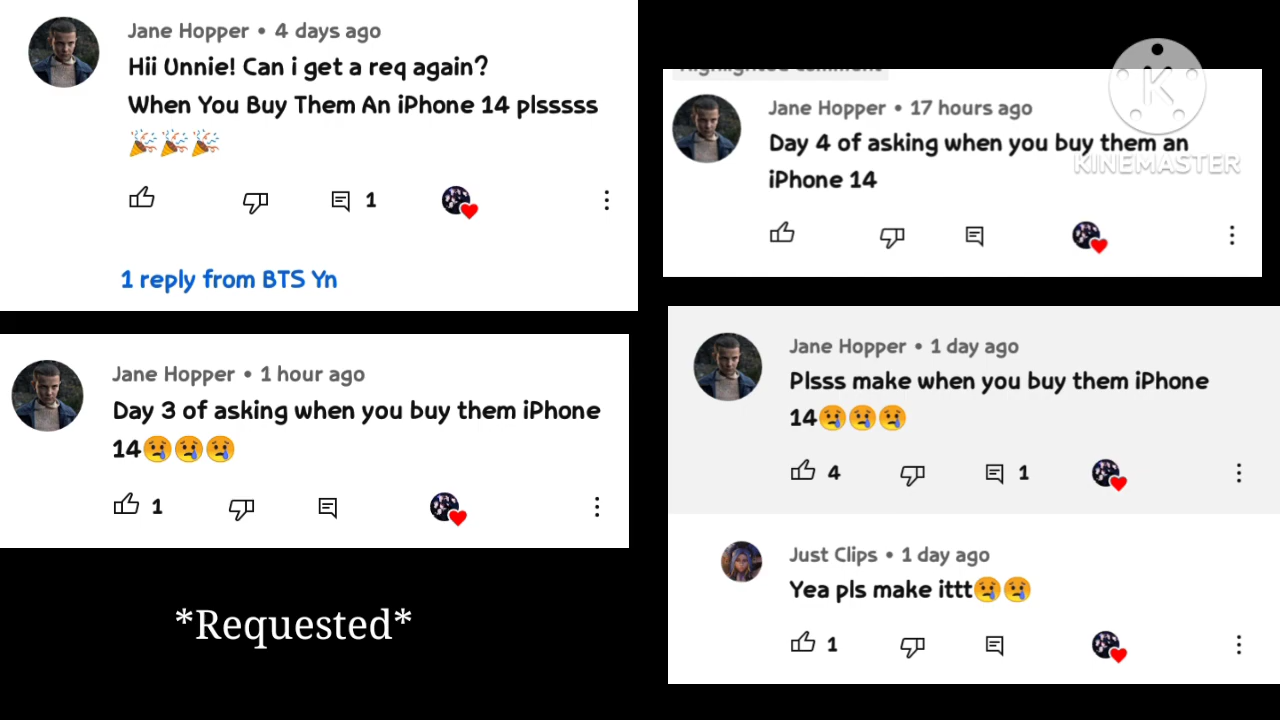 Jane Hopper • 4 days ago
Hii Unnie! Can i get a req again?
When You Buy Them An iPhone 14 plsssss
🎉🎉🎉
1
1 reply from BTS Yn
Jane Hopper • 1 hour ago
Day 3 of asking when you buy them iPhone
14😢😢😢
1
*Requested*
Highlighted comment
Jane Hopper • 17 hours ago
Day 4 of asking when you buy them an
iPhone 14
K
KINEMASTER
Jane Hopper • 1 day ago
Plsss make when you buy them iPhone
14😢😢😢
4 1
Just Clips • 1 day ago
Yea pls make ittt😢😢
1